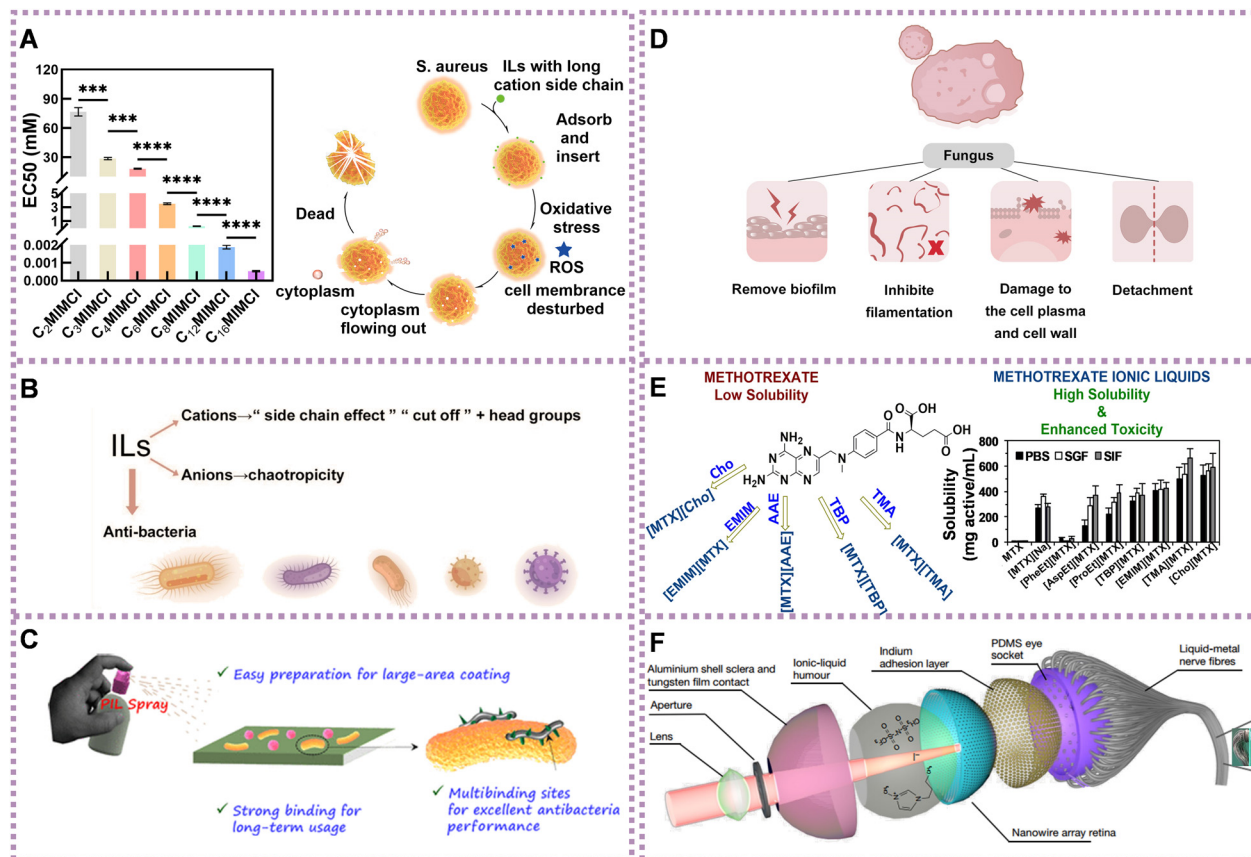 A
EC50 (mM)
120
90
60
30
5
3
1
0.002
0.001
0.000
***
***
****
****
****
****
C₂MIMCl
C₃MIMCl
C₄MIMCl
C₆MIMCl
C₈MIMCl
C₁₂MIMCl
C₁₆MIMCl
S. aureus
ILs with long
cation side chain
Adsorb
and
insert
Oxidative
stress
ROS
cell membrance
desturbed
cytoplasm
flowing out
cytoplasm
Dead
B
ILs
Cations→“ side chain effect ” “ cut off ” + head groups
Anions→chaotropicity
Anti-bacteria
C
PIL Spray
✓ Easy preparation for large-area coating
✓ Strong binding for
long-term usage
✓ Multibinding sites
for excellent antibacteria
performance
D
Fungus
Remove biofilm
Inhibite
filamentation
Damage to
the cell plasma
and cell wall
Detachment
E
METHOTREXATE
Low Solubility
NH₂
H₂N
N
N
N
N
N
O
N
H
O
OH
OH
O
Cho
EMIM
AAE
TBP
TMA
[MTX][Cho]
[EMIM][MTX]
[MTX][AAE]
[MTX][TBP]
[MTX][TMA]
METHOTREXATE IONIC LIQUIDS
High Solubility
&
Enhanced Toxicity
Solubility
(mg active/mL)
800
600
400
200
0
PBS SGF SIF
MTX
[MTX][Na]
[PheEt][MTX]
[AspEt][MTX]
[ProEt][MTX]
[TBP][MTX]
[EMIM][MTX]
[TMA][MTX]
[Cho][MTX]
F
Aluminium shell sclera and
tungsten film contact
Aperture
Lens
Ionic-liquid
humour
Indium
adhesion layer
PDMS eye
socket
Liquid-metal
nerve fibres
Nanowire array retina